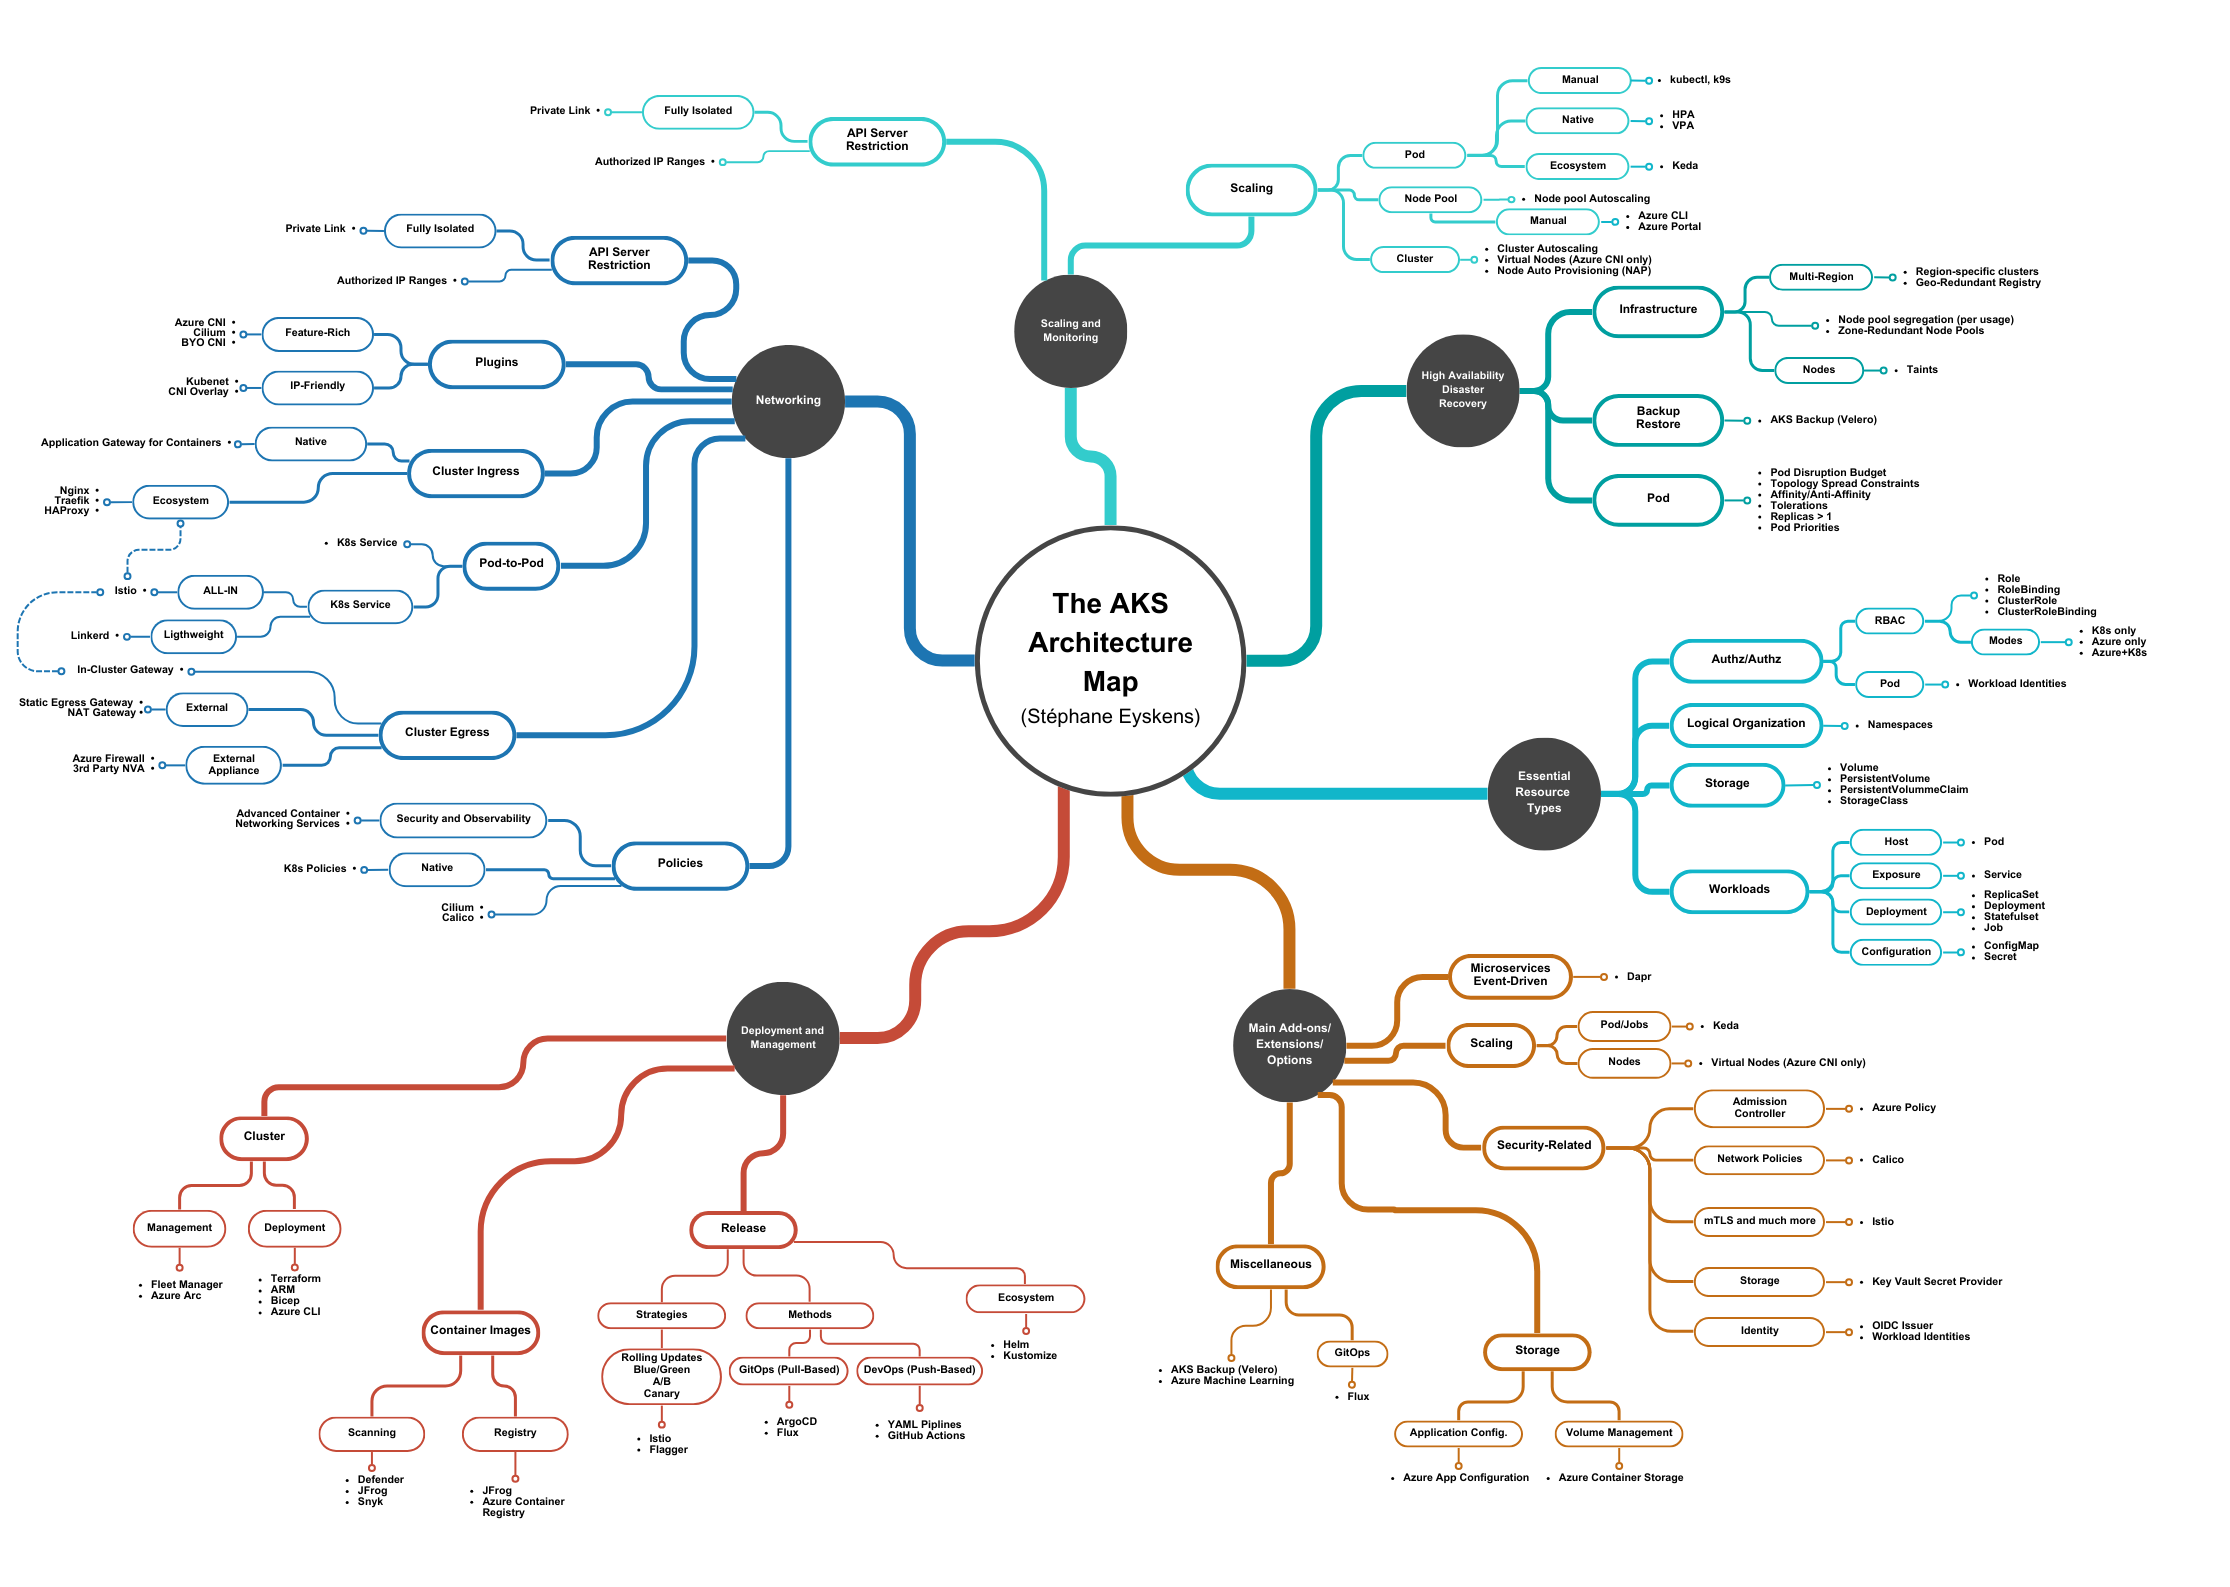 The AKS
Architecture
Map
(Stéphane Eyskens)
Scaling and
Monitoring
API Server
Restriction
Fully Isolated
Private Link •
Authorized IP Ranges •
Scaling
Pod
Manual
• kubectl, k9s
Native
• HPA
• VPA
Ecosystem
• Keda
Node Pool
• Node pool Autoscaling
Manual
• Azure CLI
• Azure Portal
Cluster
• Cluster Autoscaling
• Virtual Nodes (Azure CNI only)
• Node Auto Provisioning (NAP)
High Availability
Disaster
Recovery
Infrastructure
Multi-Region
• Region-specific clusters
• Geo-Redundant Registry
• Node pool segregation (per usage)
• Zone-Redundant Node Pools
Nodes
• Taints
Backup
Restore
• AKS Backup (Velero)
Pod
• Pod Disruption Budget
• Topology Spread Constraints
• Affinity/Anti-Affinity
• Tolerations
• Replicas > 1
• Pod Priorities
Essential
Resource
Types
Authz/Authz
RBAC
• Role
• RoleBinding
• ClusterRole
• ClusterRoleBinding
Modes
• K8s only
• Azure only
• Azure+K8s
Pod
• Workload Identities
Logical Organization
• Namespaces
Storage
• Volume
• PersistentVolume
• PersistentVolummeClaim
• StorageClass
Workloads
Host
• Pod
Exposure
• Service
Deployment
• ReplicaSet
• Deployment
• Statefulset
• Job
Configuration
• ConfigMap
• Secret
Main Add-ons/
Extensions/
Options
Microservices
Event-Driven
• Dapr
Scaling
Pod/Jobs
• Keda
Nodes
• Virtual Nodes (Azure CNI only)
Security-Related
Admission
Controller
• Azure Policy
Network Policies
• Calico
mTLS and much more
• Istio
Storage
• Key Vault Secret Provider
Identity
• OIDC Issuer
• Workload Identities
Storage
Application Config.
• Azure App Configuration
Volume Management
• Azure Container Storage
Miscellaneous
• AKS Backup (Velero)
• Azure Machine Learning
GitOps
• Flux
Deployment and
Management
Cluster
Management
• Fleet Manager
• Azure Arc
Deployment
• Terraform
• ARM
• Bicep
• Azure CLI
Container Images
Scanning
• Defender
• JFrog
• Snyk
Registry
• JFrog
• Azure Container
Registry
Release
Strategies
Rolling Updates
Blue/Green
A/B
Canary
• Istio
• Flagger
Methods
GitOps (Pull-Based)
• ArgoCD
• Flux
DevOps (Push-Based)
• YAML Piplines
• GitHub Actions
Ecosystem
• Helm
• Kustomize
Networking
API Server
Restriction
Fully Isolated
Private Link •
Authorized IP Ranges •
Plugins
Feature-Rich
Azure CNI •
Cilium •
BYO CNI •
IP-Friendly
Kubenet •
CNI Overlay •
Cluster Ingress
Native
Application Gateway for Containers •
Ecosystem
Nginx •
Traefik •
HAProxy •
Pod-to-Pod
• K8s Service
K8s Service
ALL-IN
Istio •
Ligthweight
Linkerd •
Cluster Egress
In-Cluster Gateway •
External
Static Egress Gateway •
NAT Gateway •
External
Appliance
Azure Firewall •
3rd Party NVA •
Policies
Security and Observability
Advanced Container •
Networking Services •
Native
K8s Policies •
Cilium •
Calico •